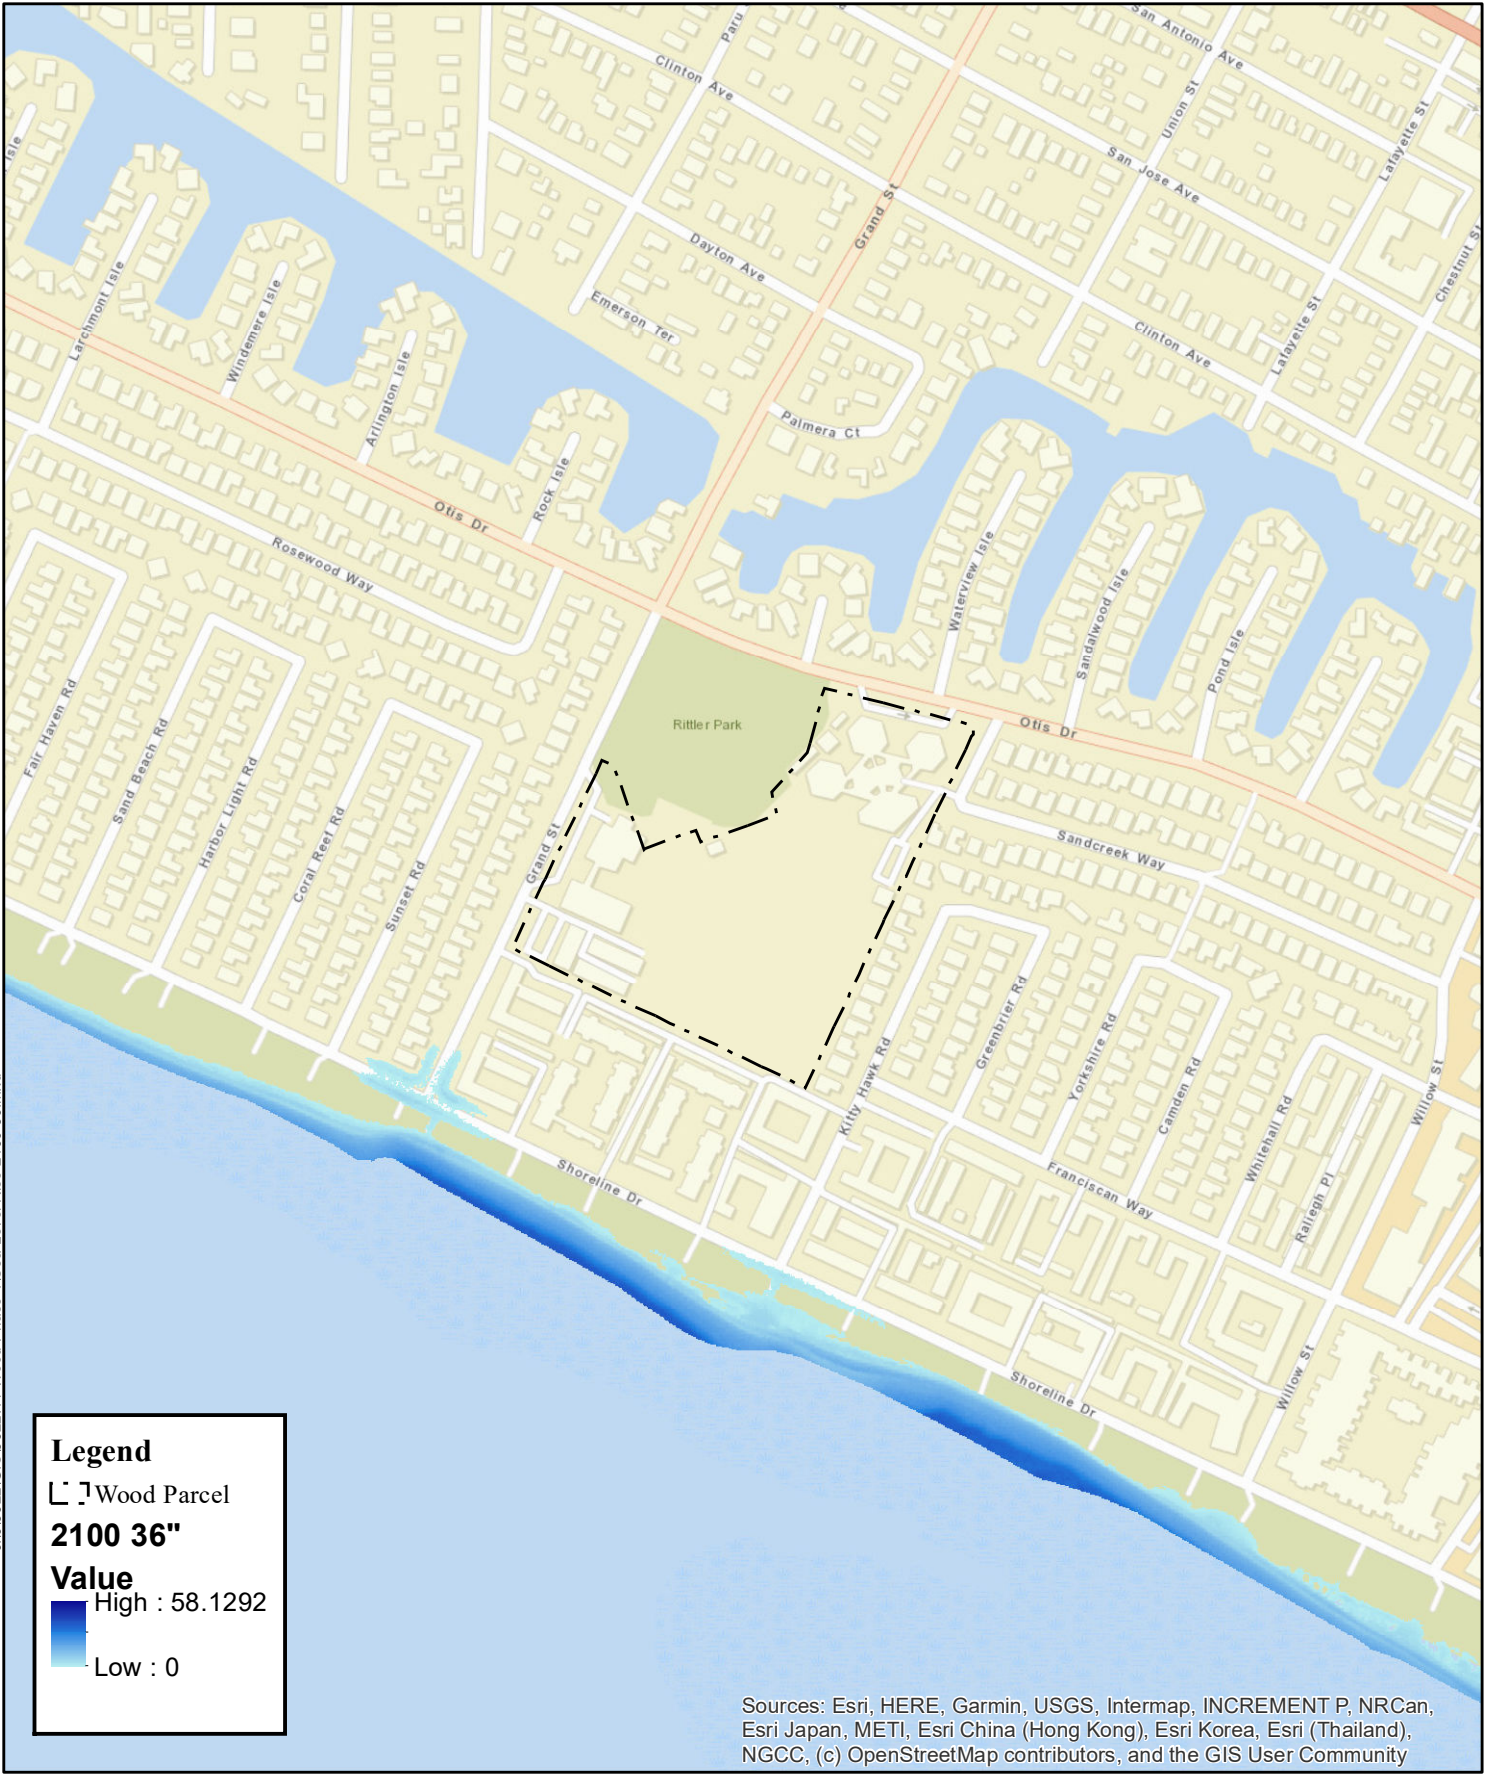 San Antonio Ave
Paru
Clinton Ave
Union St
Lafayette St
San Jose Ave
Grand St
Chestnut St
Dayton Ave
Larchmont Isle
Windemere Isle
Emerson Ter
Lafayette St
Clinton Ave
Arlington Isle
Palmera Ct
Rock Isle
Otis Dr
Rosewood Way
Waterview Isle
Sandalwood Isle
Pond Isle
Fair Haven Rd
Sand Beach Rd
Rittler Park
Otis Dr
Harbor Light Rd
Coral Reef Rd
Grand St
Sandcreek Way
Sunset Rd
Greenbrier Rd
Yorkshire Rd
Camden Rd
Kitty Hawk Rd
Willow St
Whitehall Rd
Shoreline Dr
Franciscan Way
Raliegh Pl
Willow St
Shoreline Dr
Legend
Wood Parcel
2100 36"
Value
High : 58.1292
Low : 0
Sources: Esri, HERE, Garmin, USGS, Intermap, INCREMENT P, NRCan,
Esri Japan, METI, Esri China (Hong Kong), Esri Korea, Esri (Thailand),
NGCC, (c) OpenStreetMap contributors, and the GIS User Community